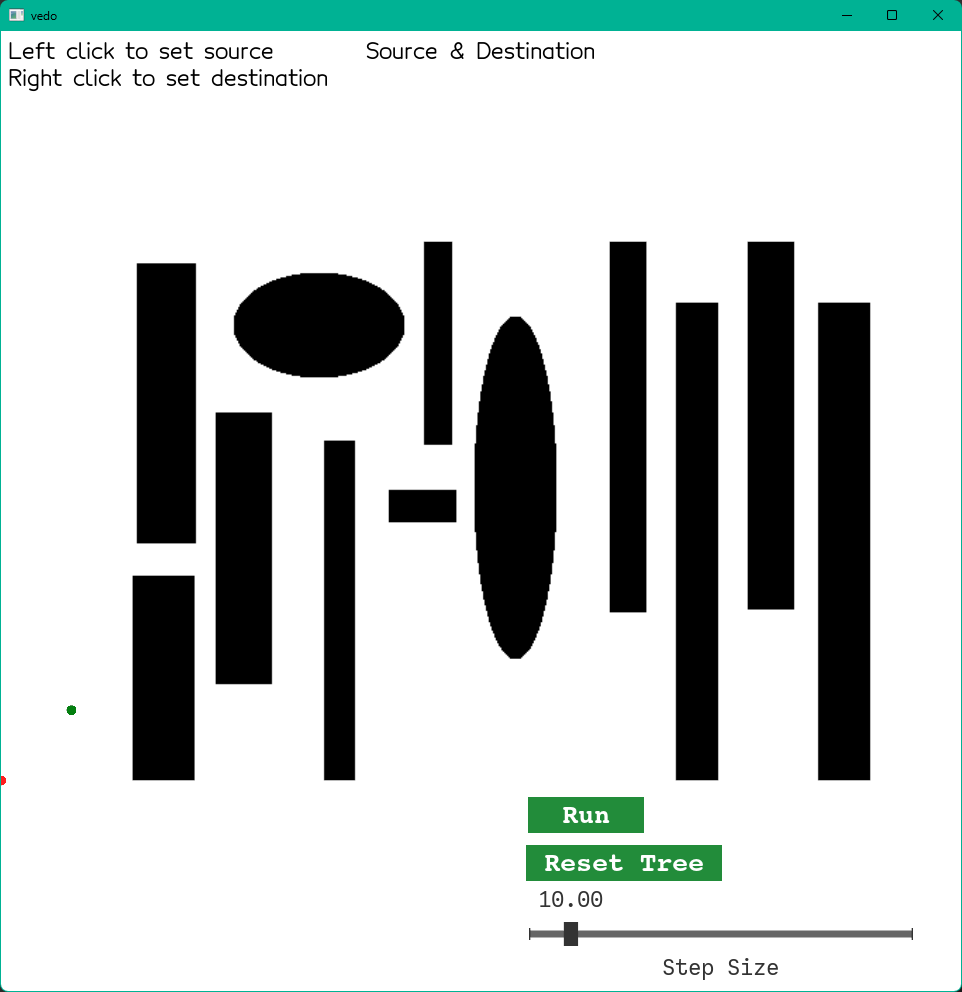 vedo
Left click to set source
Source & Destination
Right click to set destination
Run
Reset Tree
10.00
Step Size